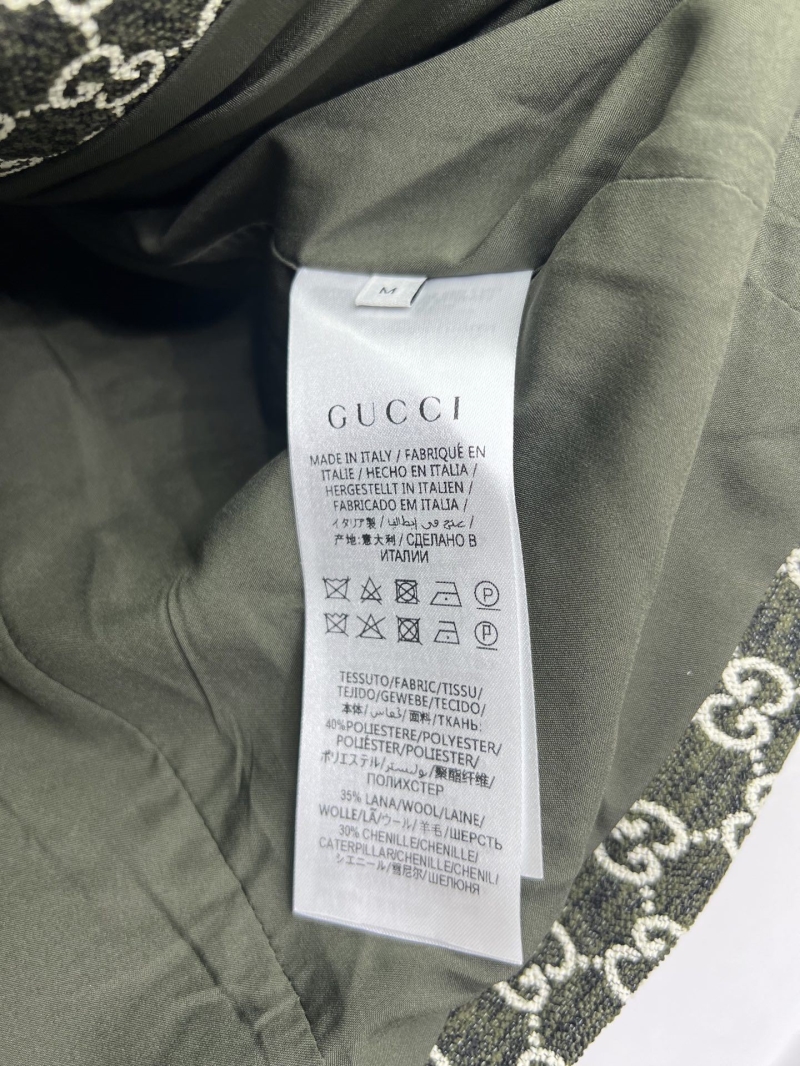 M
GUCCI
MADE IN ITALY / FABRIQUÉ EN
ITALIE / HECHO EN ITALIA /
HERGESTELLT IN ITALIEN /
FABRICADO EM ITALIA /
イタリア製 / صنع في إيطاليا /
产地:意大利 / СДЕЛАНО В
ИТАЛИИ
P
P
TESSUTO/FABRIC/TISSU/
TEJIDO/GEWEBE/TECIDO/
本体/قماش/面料/ТКАНЬ:
40%POLIESTERE/POLYESTER/
POLIÉSTER/POLIESTER/
ポリエステル/بوليستر/聚酯纤维/
ПОЛИХСТЕР
35% LANA/WOOL/LAINE/
WOLLE/LÃ/ウール/羊毛/ШЕРСТЬ
30% CHENILLE/CHENILLE/
CATERPILLAR/CHENILLE/CHENIL/
シエニール/雪尼尔/ШЕЛЮНЯ